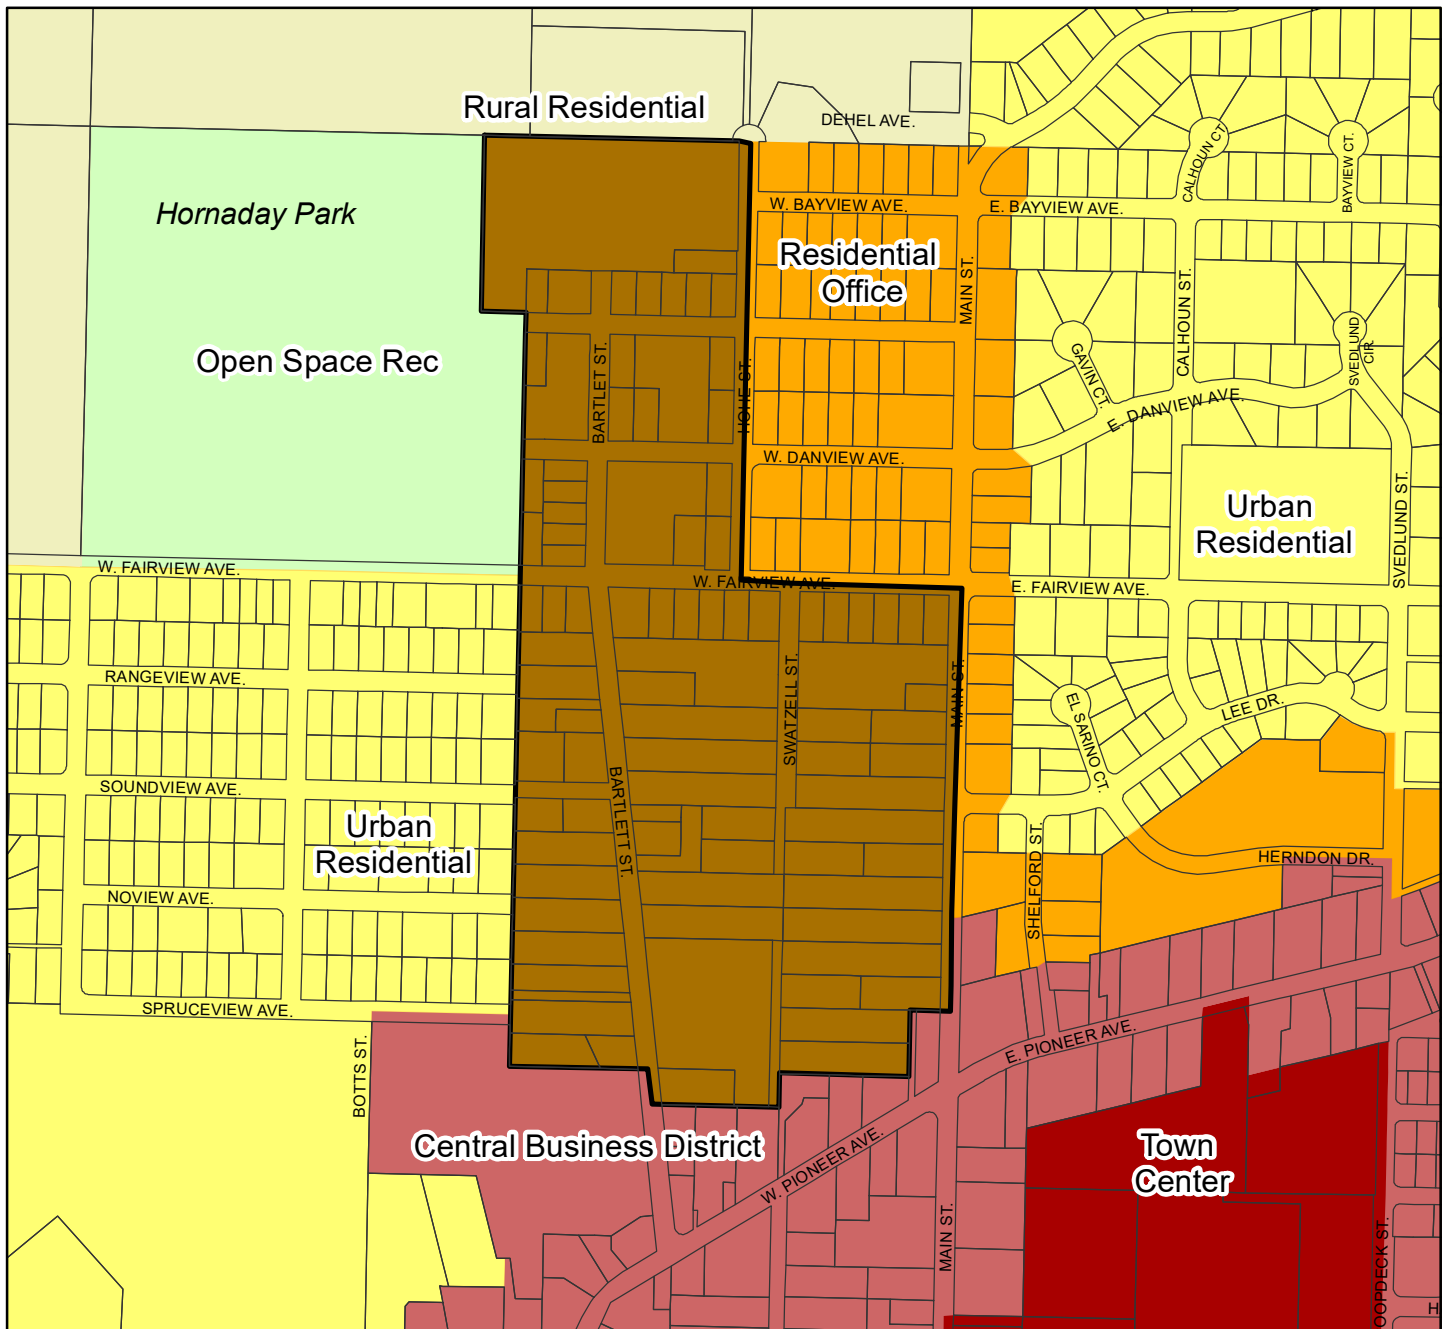 Rural Residential
DEHEL AVE.
CALHOUN CT.
BAYVIEW CT.
Hornaday Park
W. BAYVIEW AVE.
E. BAYVIEW AVE.
Residential
Office
MAIN ST.
CALHOUN ST.
SVEDLUND
CIR.
Open Space Rec
BARTLET ST.
HOHE CT.
GAVIN CT.
E. DANVIEW AVE.
W. DANVIEW AVE.
Urban
Residential
SVEDLUND ST.
W. FAIRVIEW AVE.
W. FAIRVIEW AVE.
E. FAIRVIEW AVE.
RANGEVIEW AVE.
SWATZELL ST.
MAIN ST.
EL SARINO CT.
LEE DR.
SOUNDVIEW AVE.
BARTLETT ST.
Urban
Residential
HERNDON DR.
SHELFORD ST.
NOVIEW AVE.
SPRUCEVIEW AVE.
BOTTS ST.
E. PIONEER AVE.
Central Business District
W. PIONEER AVE.
Town
Center
MAIN ST.
OOPDECK ST.
H